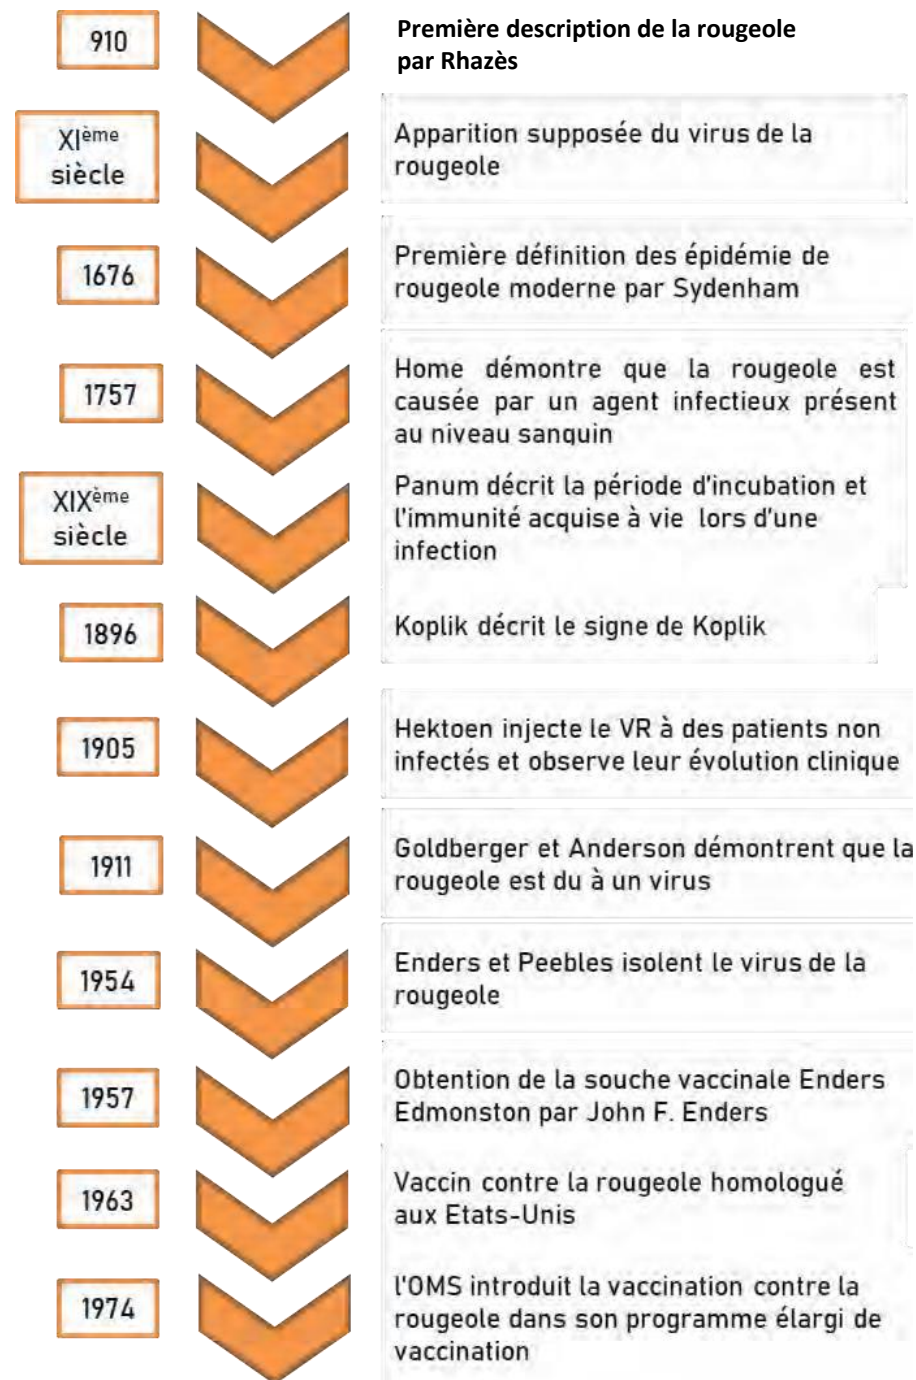 910
Première description de la rougeole
par Rhazès
XIème
siècle
Apparition supposée du virus de la
rougeole
1676
Première définition des épidémie de
rougeole moderne par Sydenham
1757
Home démontre que la rougeole est
causée par un agent infectieux présent
au niveau sanquin
XIXème
siècle
Panum décrit la période d'incubation et
l'immunité acquise à vie lors d'une
infection
1896
Koplik décrit le signe de Koplik
1905
Hektoen injecte le VR à des patients non
infectés et observe leur évolution clinique
1911
Goldberger et Anderson démontrent que la
rougeole est du à un virus
1954
Enders et Peebles isolent le virus de la
rougeole
1957
Obtention de la souche vaccinale Enders
Edmonston par John F. Enders
1963
Vaccin contre la rougeole homologué
aux Etats-Unis
1974
l'OMS introduit la vaccination contre la
rougeole dans son programme élargi de
vaccination